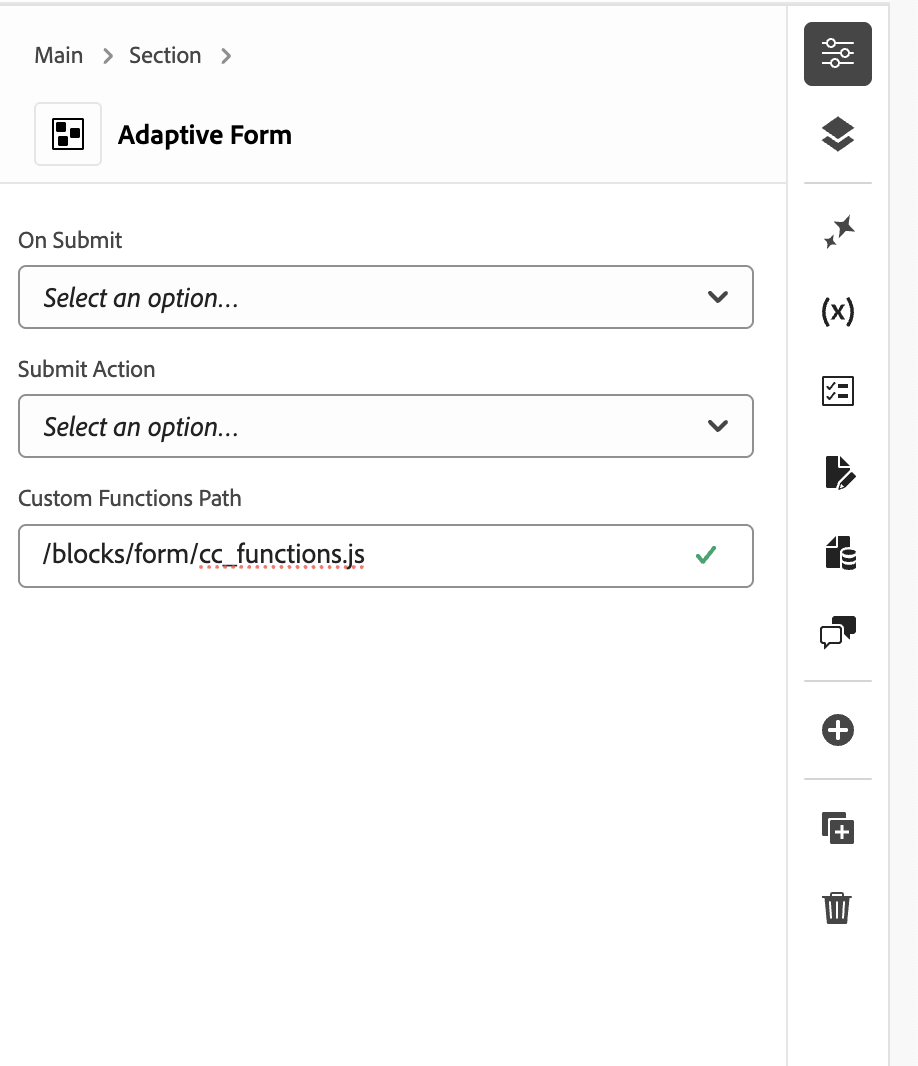 Main > Section >
Adaptive Form
On Submit
Select an option...
Submit Action
Select an option...
Custom Functions Path
/blocks/form/cc_functions.js
(x)